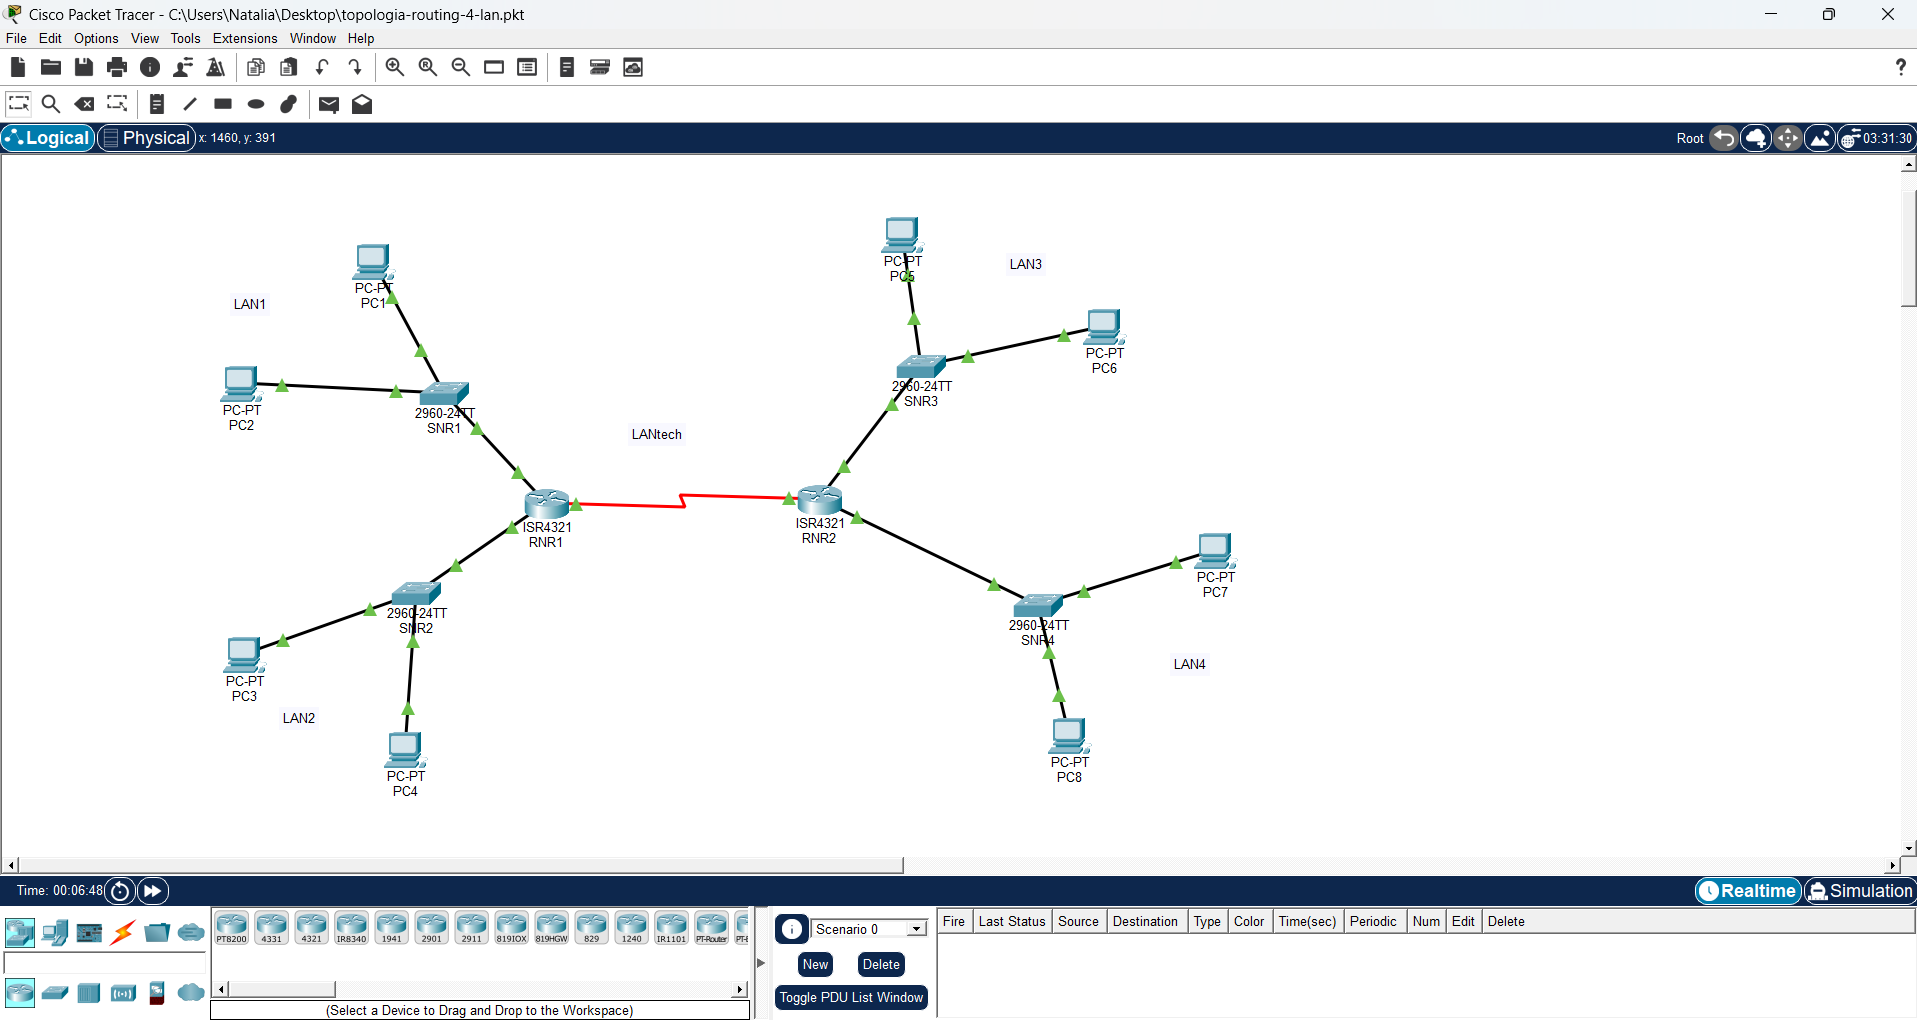 Cisco Packet Tracer - C:\Users\Natalia\Desktop\topologia-routing-4-lan.pkt
File Edit Options View Tools Extensions Window Help
?
Logical Physical x: 1460, y: 391 Root 03:31:30
PC-PT
PC5
LAN3
PC-PT
PC1
LAN1
PC-PT
PC6
2960-24TT
SNR3
PC-PT
PC2
2960-24TT
SNR1
LANtech
ISR4321
RNR1
ISR4321
RNR2
PC-PT
PC7
2960-24TT
SNR2
2960-24TT
SNR4
LAN4
PC-PT
PC3
LAN2
PC-PT
PC4
PC-PT
PC8
Time: 00:06:48 Realtime Simulation
PT8200 4331 4321 IR8340 1941 2901 2911 819IOX 819HGW 829 1240 IR1101 PT-Router
(Select a Device to Drag and Drop to the Workspace)
Scenario 0
New Delete
Toggle PDU List Window
Fire Last Status Source Destination Type Color Time(sec) Periodic Num Edit Delete